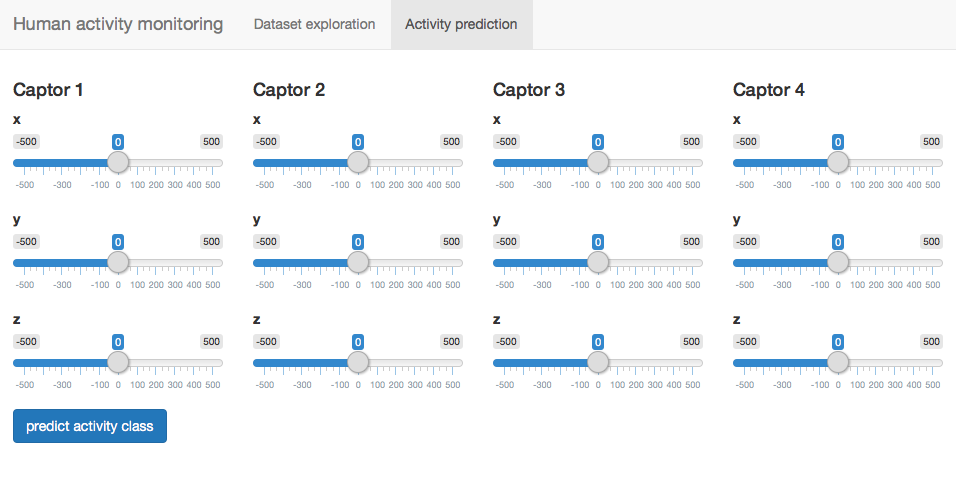 Human activity monitoring Dataset exploration Activity prediction
Captor 1 Captor 2 Captor 3 Captor 4
x x x x
-500 0 500 -500 0 500 -500 0 500 -500 0 500
-500 -300 -100 0 100 200 300 400 500 -500 -300 -100 0 100 200 300 400 500 -500 -300 -100 0 100 200 300 400 500 -500 -300 -100 0 100 200 300 400 500
y y y y
-500 0 500 -500 0 500 -500 0 500 -500 0 500
-500 -300 -100 0 100 200 300 400 500 -500 -300 -100 0 100 200 300 400 500 -500 -300 -100 0 100 200 300 400 500 -500 -300 -100 0 100 200 300 400 500
z z z z
-500 0 500 -500 0 500 -500 0 500 -500 0 500
-500 -300 -100 0 100 200 300 400 500 -500 -300 -100 0 100 200 300 400 500 -500 -300 -100 0 100 200 300 400 500 -500 -300 -100 0 100 200 300 400 500
predict activity class